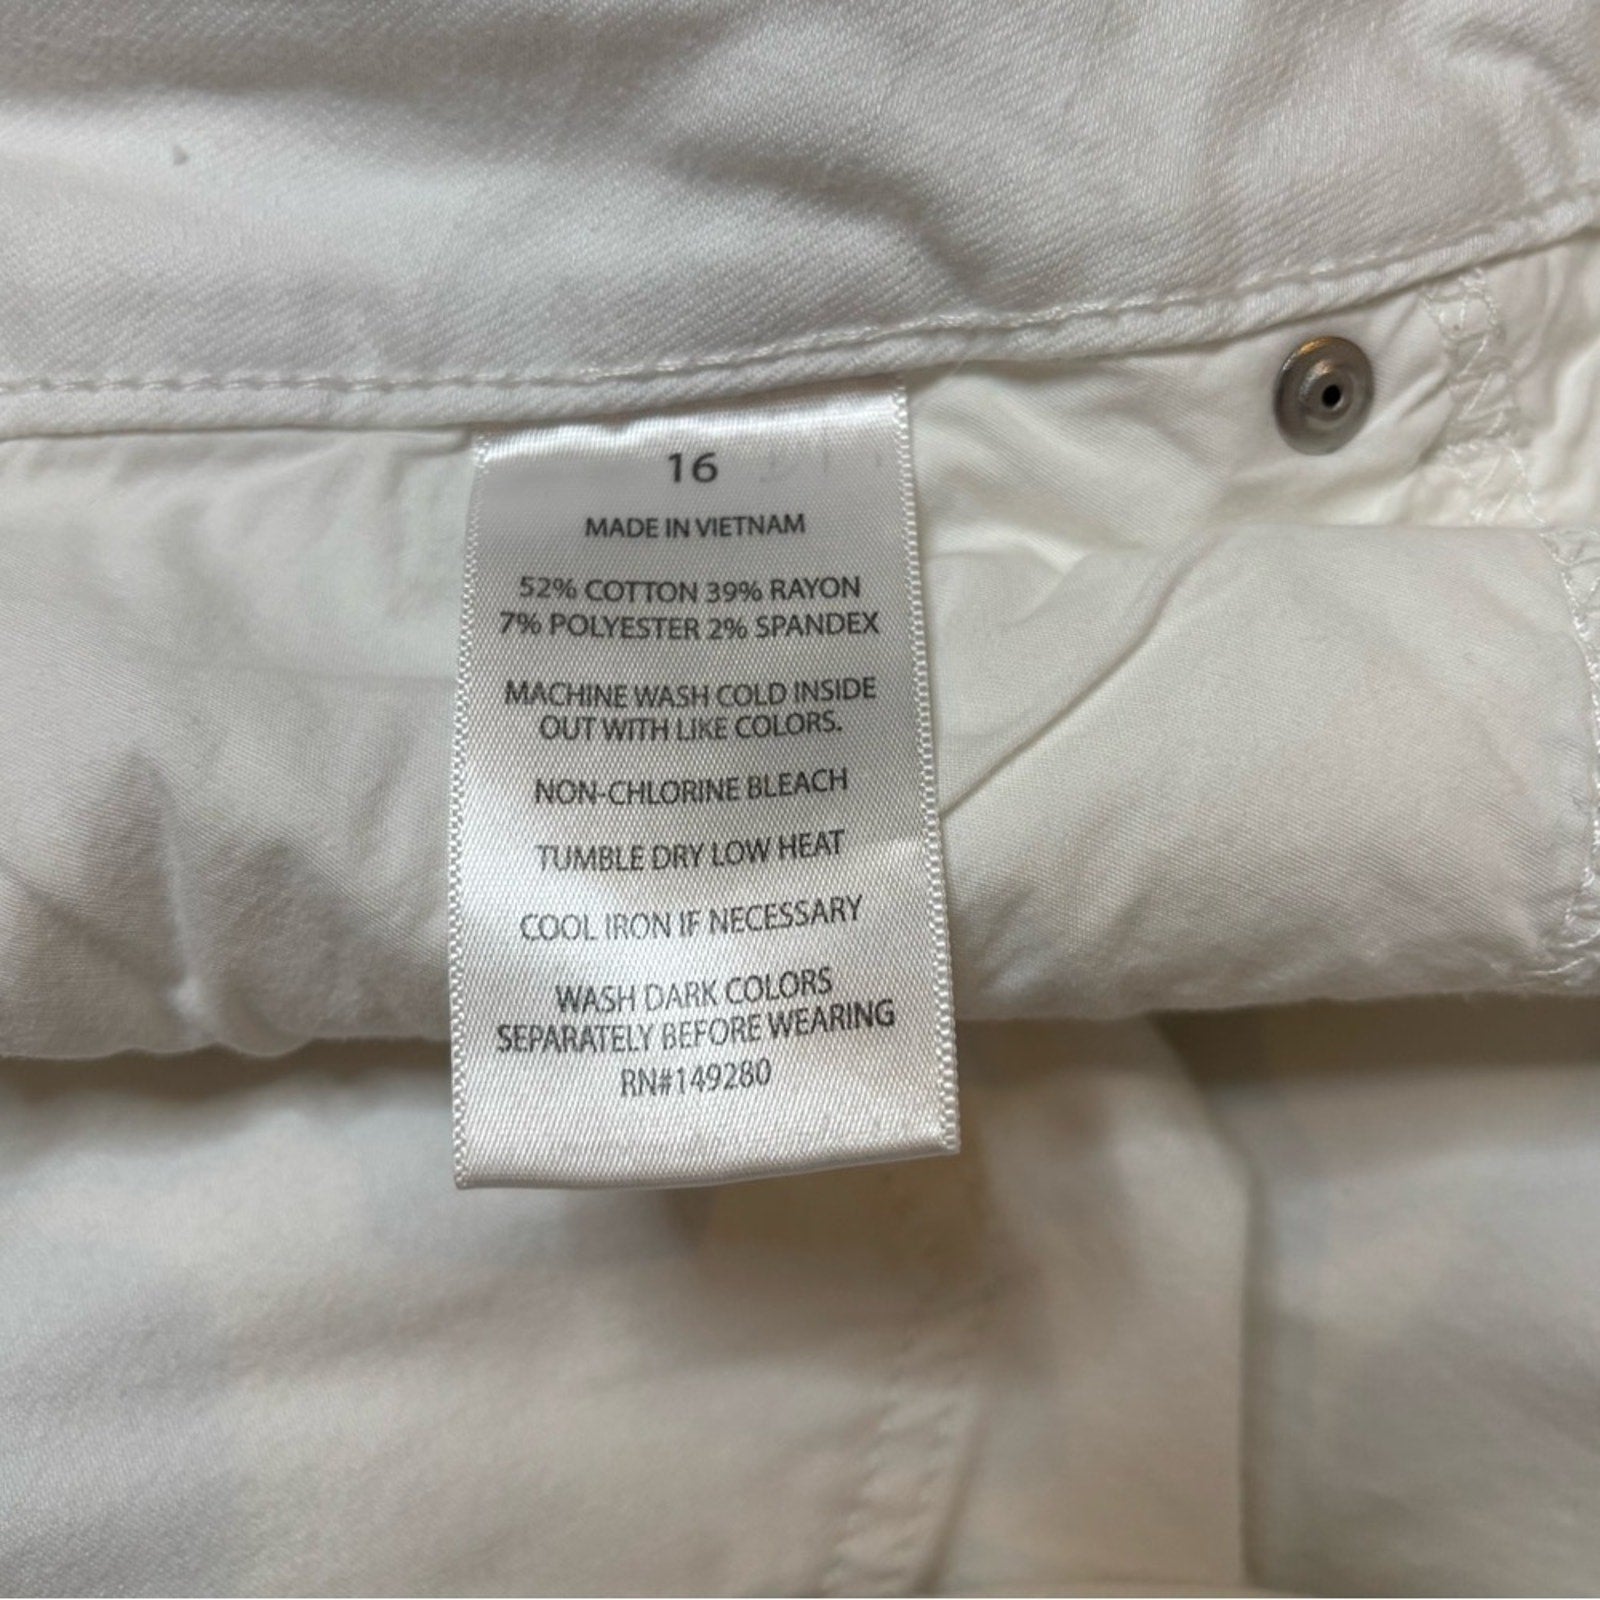 16
MADE IN VIETNAM
52% COTTON 39% RAYON
7% POLYESTER 2% SPANDEX
MACHINE WASH COLD INSIDE
OUT WITH LIKE COLORS.
NON-CHLORINE BLEACH
TUMBLE DRY LOW HEAT
COOL IRON IF NECESSARY
WASH DARK COLORS
SEPARATELY BEFORE WEARING
RN#149280